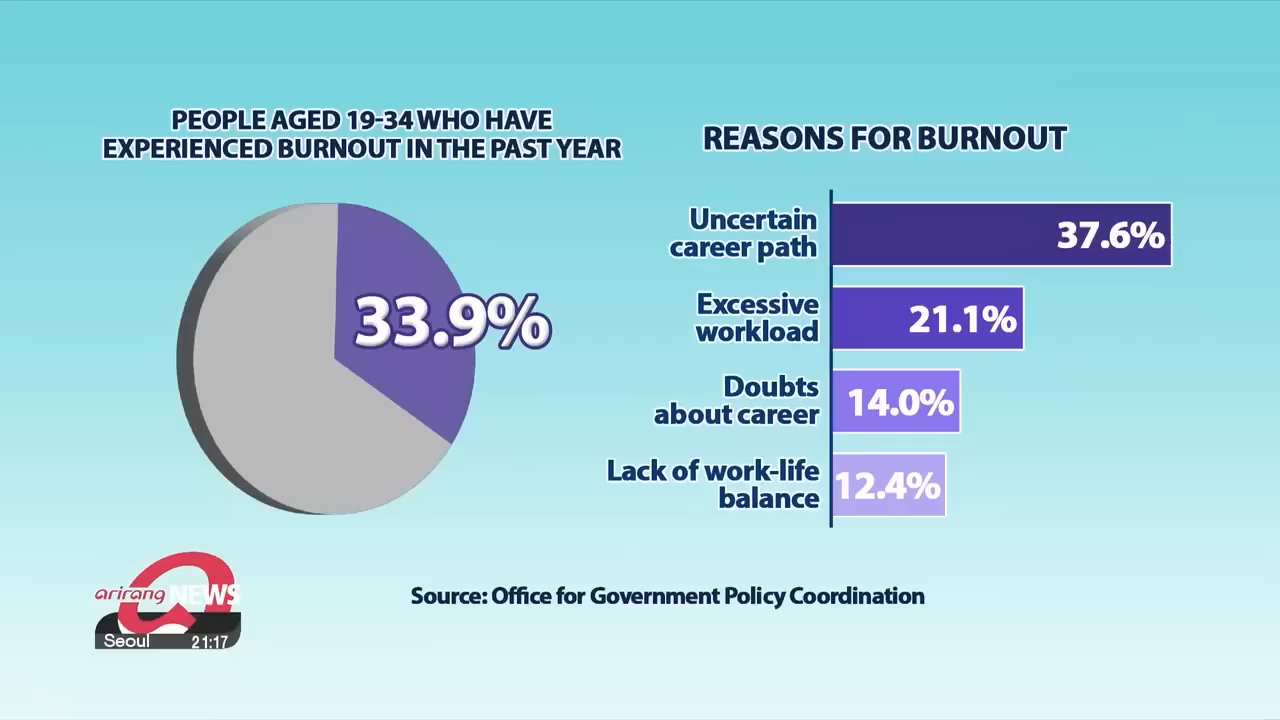 PEOPLE AGED 19-34 WHO HAVE
EXPERIENCED BURNOUT IN THE PAST YEAR
33.9%
REASONS FOR BURNOUT
Uncertain
career path
37.6%
Excessive
workload
21.1%
Doubts
about career
14.0%
Lack of work-life
balance
12.4%
Source: Office for Government Policy Coordination
arirang NEWS
Seoul 21:17